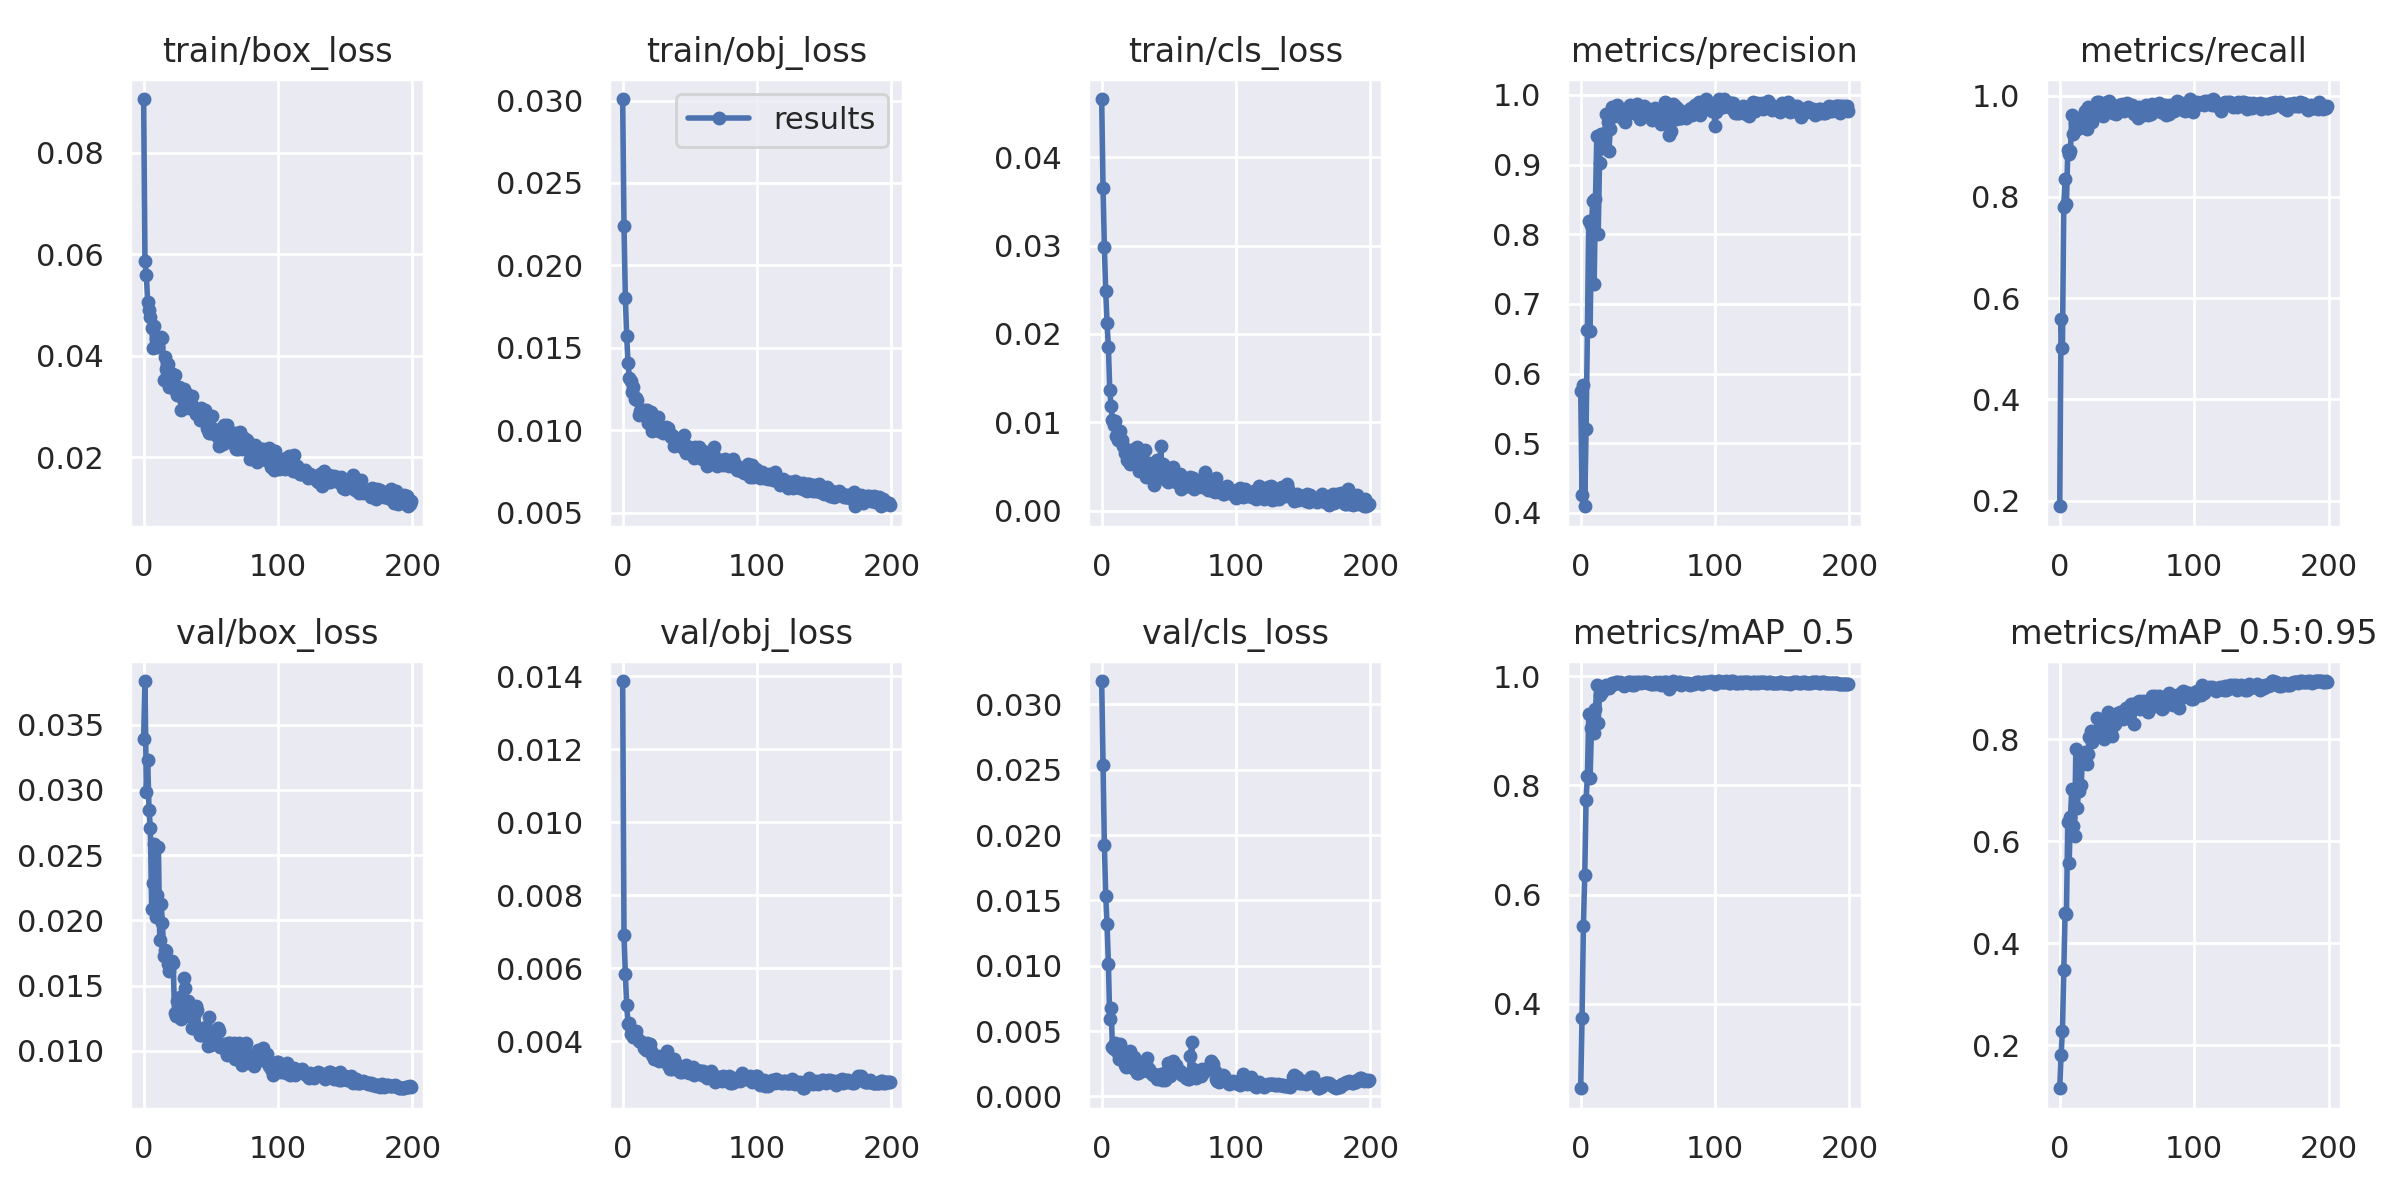 train/box_loss
0.08
0.06
0.04
0.02
0 100 200
train/obj_loss
results
0.030
0.025
0.020
0.015
0.010
0.005
0 100 200
train/cls_loss
0.04
0.03
0.02
0.01
0.00
0 100 200
metrics/precision
1.0
0.9
0.8
0.7
0.6
0.5
0.4
0 100 200
metrics/recall
1.0
0.8
0.6
0.4
0.2
0 100 200
val/box_loss
0.035
0.030
0.025
0.020
0.015
0.010
0 100 200
val/obj_loss
0.014
0.012
0.010
0.008
0.006
0.004
0 100 200
val/cls_loss
0.030
0.025
0.020
0.015
0.010
0.005
0.000
0 100 200
metrics/mAP_0.5
1.0
0.8
0.6
0.4
0 100 200
metrics/mAP_0.5:0.95
0.8
0.6
0.4
0.2
0 100 200